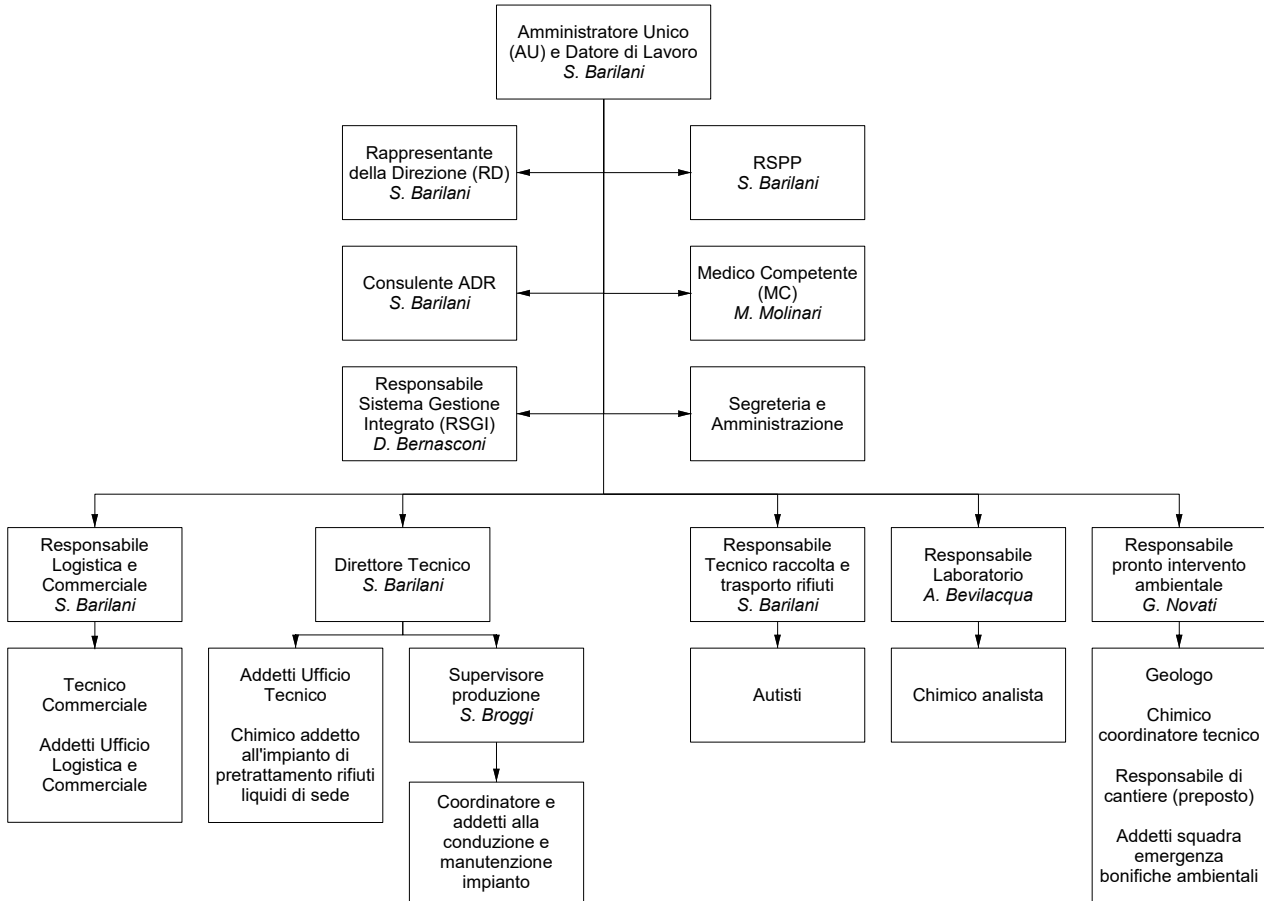 Amministratore Unico
(AU) e Datore di Lavoro
S. Barilani
Rappresentante
della Direzione (RD)
S. Barilani
RSPP
S. Barilani
Consulente ADR
S. Barilani
Medico Competente
(MC)
M. Molinari
Responsabile
Sistema Gestione
Integrato (RSGI)
D. Bernasconi
Segreteria e
Amministrazione
Responsabile
Logistica e
Commerciale
S. Barilani
Direttore Tecnico
S. Barilani
Responsabile
Tecnico raccolta e
trasporto rifiuti
S. Barilani
Responsabile
Laboratorio
A. Bevilacqua
Responsabile
pronto intervento
ambientale
G. Novati
Tecnico
Commerciale
Addetti Ufficio
Logistica e
Commerciale
Addetti Ufficio
Tecnico
Chimico addetto
all'impianto di
pretrattamento rifiuti
liquidi di sede
Supervisore
produzione
S. Broggi
Coordinatore e
addetti alla
conduzione e
manutenzione
impianto
Autisti
Chimico analista
Geologo
Chimico
coordinatore tecnico
Responsabile di
cantiere (preposto)
Addetti squadra
emergenza
bonifiche ambientali